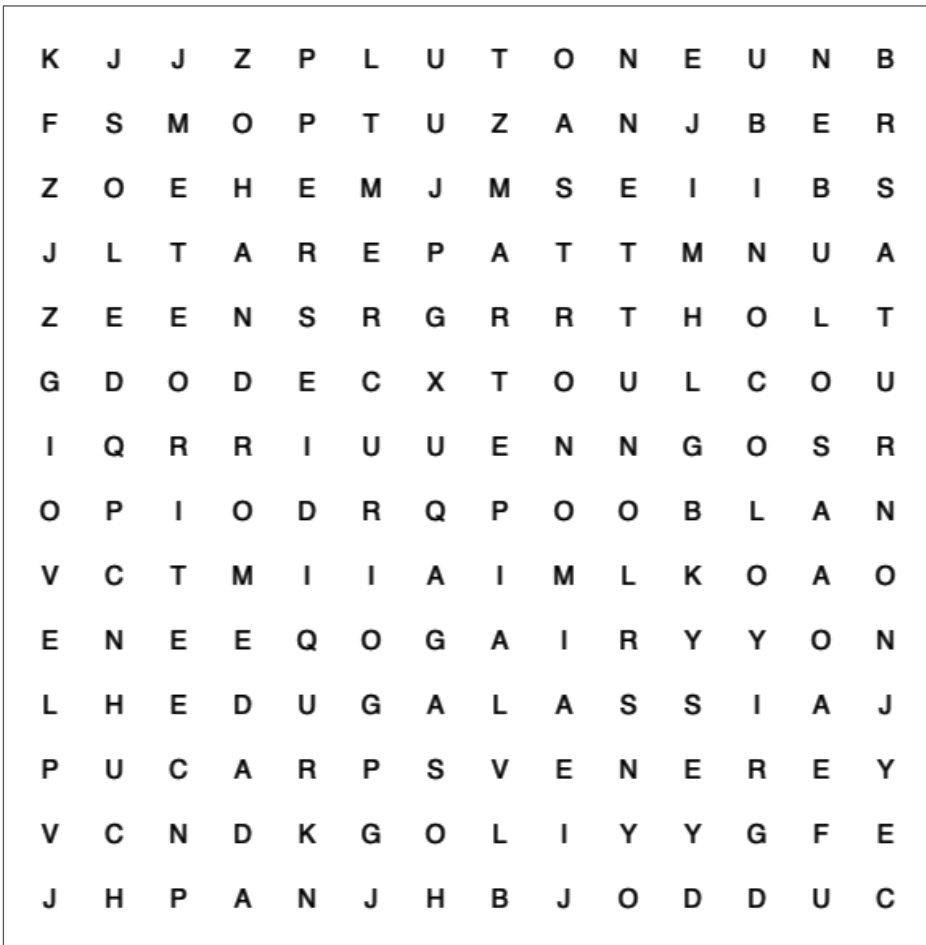 K J J Z P L U T O N E U N B
F S M O P T U Z A N J B E R
Z O E H E M J M S E I I B S
J L T A R E P A T T M N U A
Z E E N S R G R R T H O L T
G D O D E C X T O U L C O U
I Q R R I U U E N N G O S R
O P I O D R Q P O O B L A N
V C T M I I A I M L K O A O
E N E E Q O G A I R Y Y O N
L H E D U G A L A S S I A J
P U C A R P S V E N E R E Y
V C N D K G O L I Y Y G F E
J H P A N J H B J O D D U C